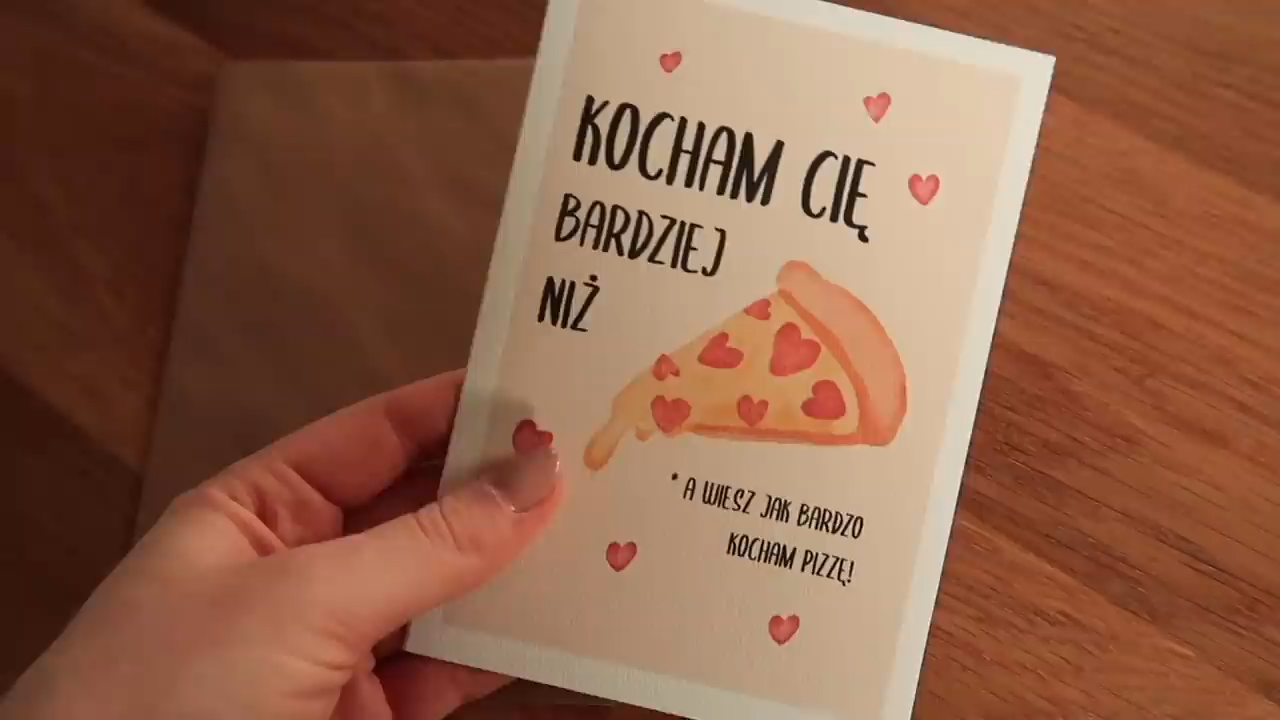 KOCHAM CIĘ
BARDZIEJ
NIŻ
* A WIESZ JAK BARDZO
KOCHAM PIZZĘ!